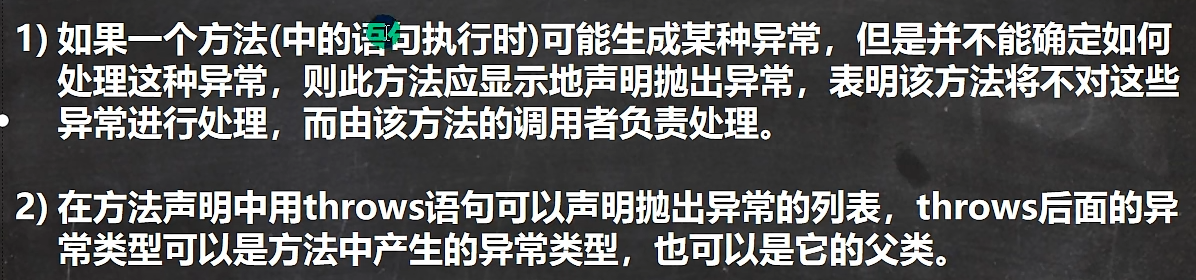 1) 如果一个方法(中的语句执行时)可能生成某种异常，但是并不能确定如何
处理这种异常，则此方法应显示地声明抛出异常，表明该方法将不对这些
异常进行处理，而由该方法的调用者负责处理。
2) 在方法声明中用throws语句可以声明抛出异常的列表，throws后面的异
常类型可以是方法中产生的异常类型，也可以是它的父类。